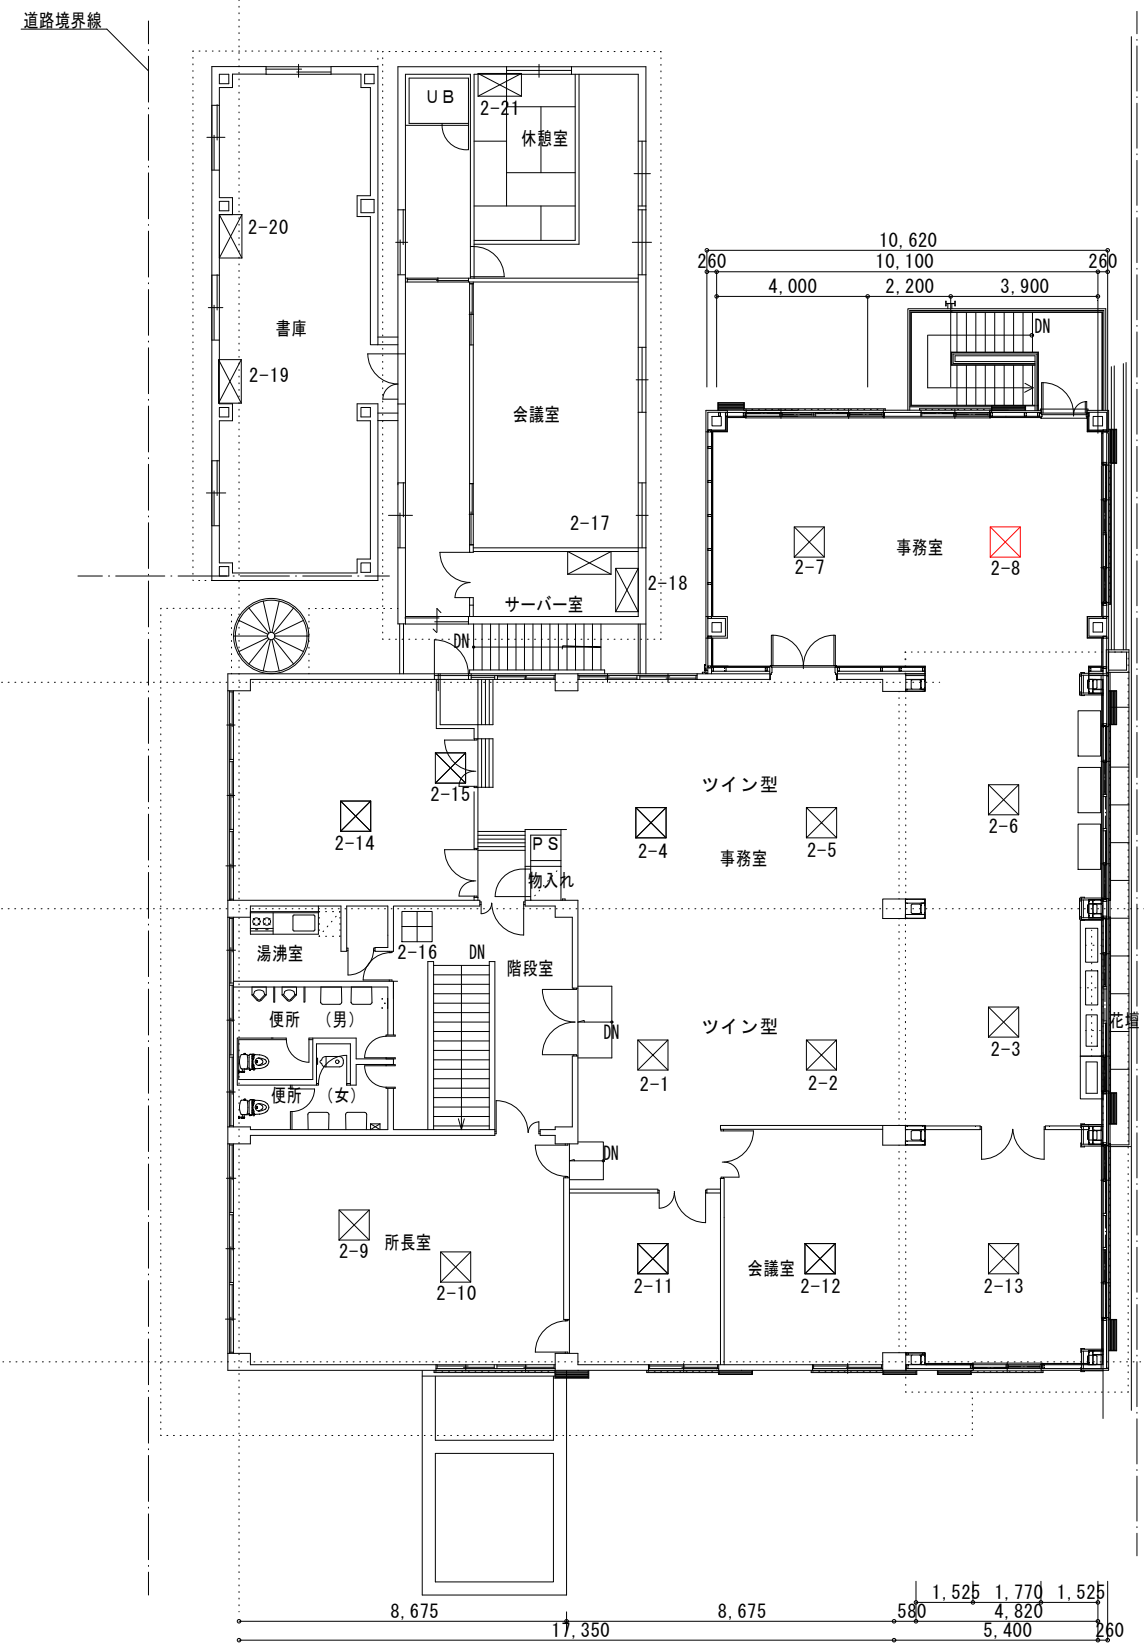 道路境界線
UB
2-21
休憩室
2-20
10,620
260
10,100
260
4,000
2,200
3,900
DN
書庫
2-19
会議室
2-17
事務室
2-7
2-8
2-18
サーバー室
DN
ツイン型
2-15
2-14
2-4
2-5
2-6
PS
事務室
物入れ
湯沸室
2-16
DN
階段室
便所 (男)
ツイン型
DN
花壇
2-1
2-2
2-3
便所 (女)
DN
2-9
所長室
2-10
2-11
会議室
2-12
2-13
1,525
1,770
1,525
8,675
8,675
580
4,820
17,350
5,400
260